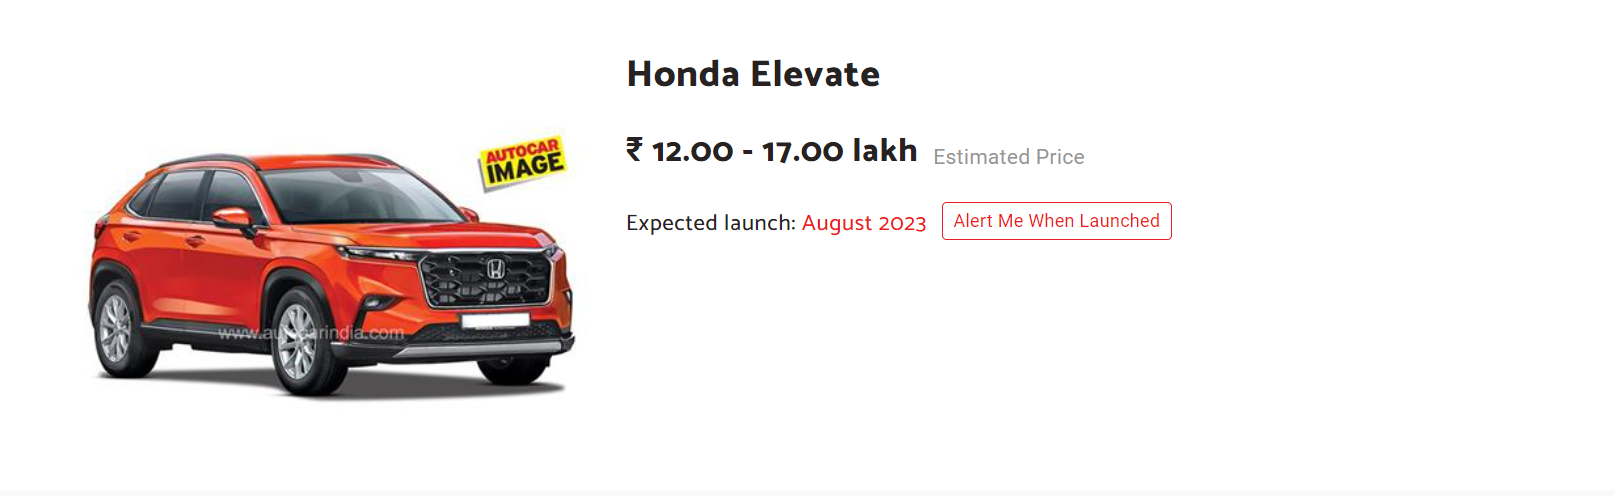 Honda Elevate
AUTOCAR
IMAGE
₹ 12.00 - 17.00 lakh Estimated Price
Expected launch: August 2023 Alert Me When Launched
www.autocarindia.com